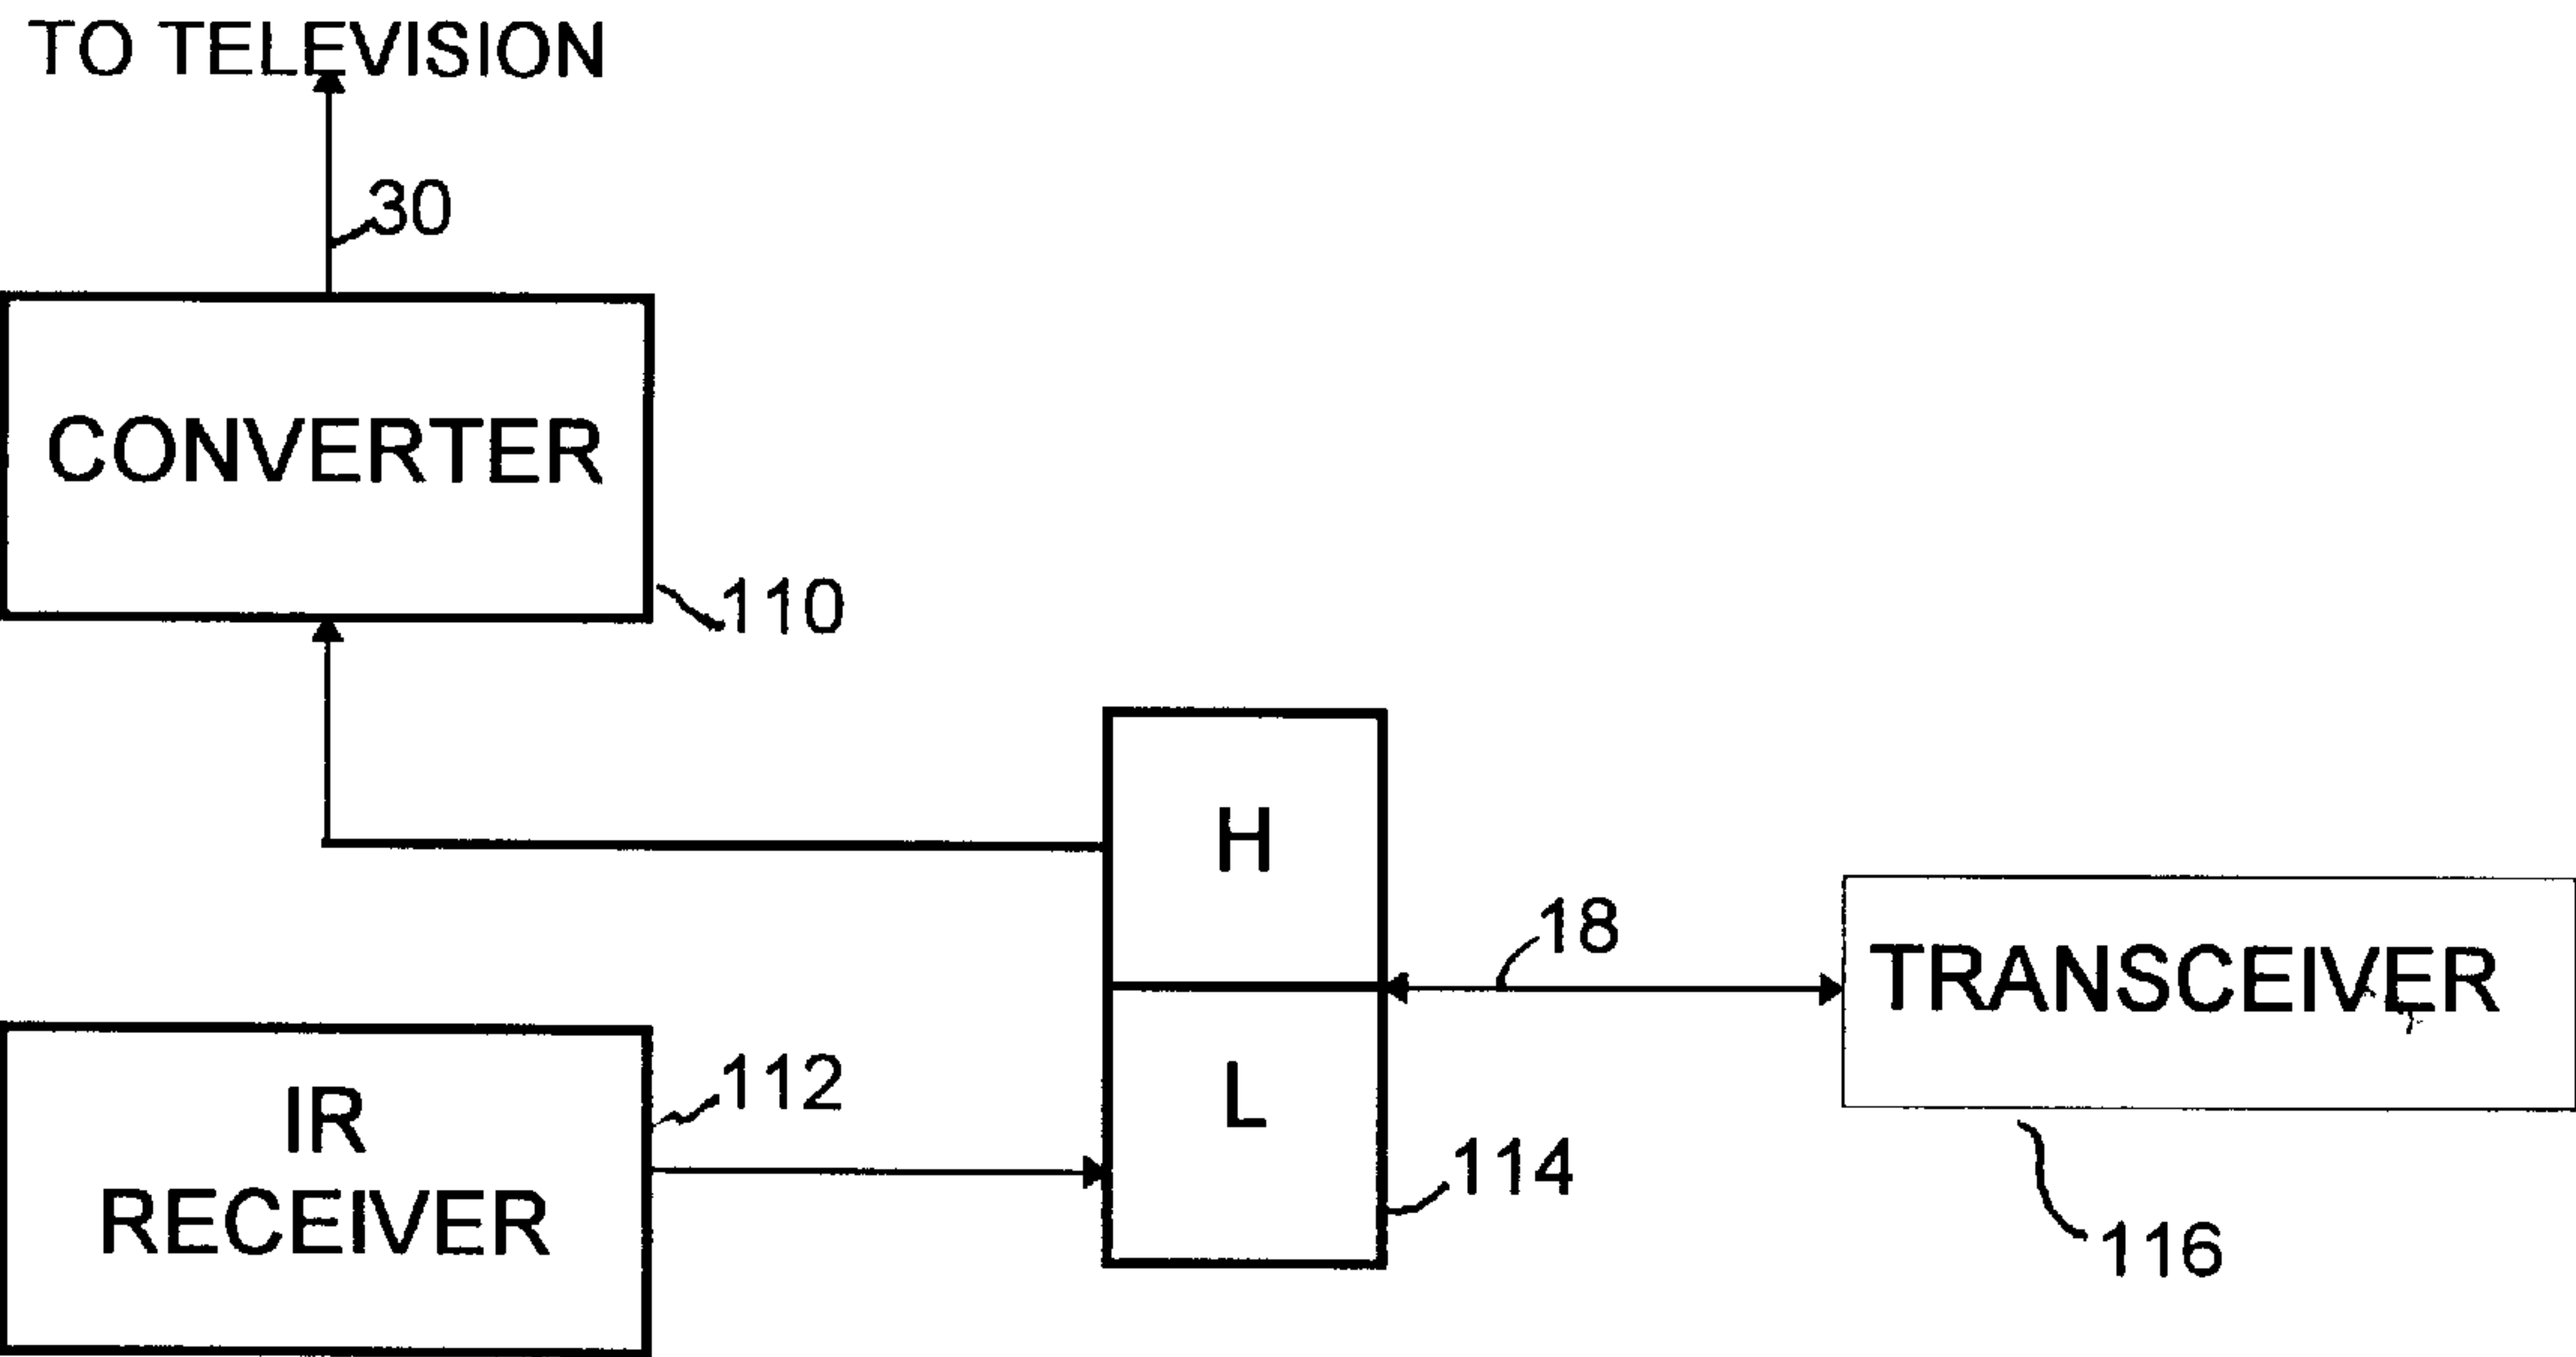 TO TELEVISION
30
CONVERTER
110
H
18
TRANSCEIVER
IR
RECEIVER
112
L
114
116